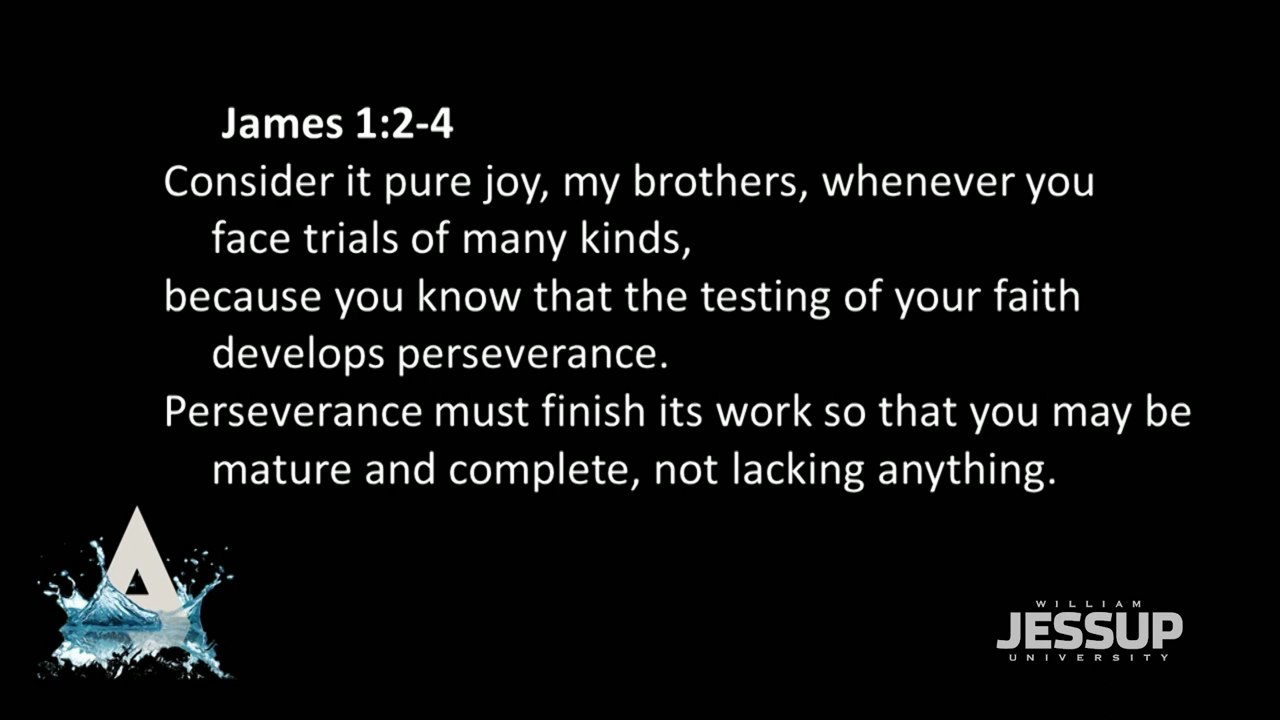 James 1:2-4
Consider it pure joy, my brothers, whenever you
face trials of many kinds,
because you know that the testing of your faith
develops perseverance.
Perseverance must finish its work so that you may be
mature and complete, not lacking anything.
A
WILLIAM
JESSUP
UNIVERSITY